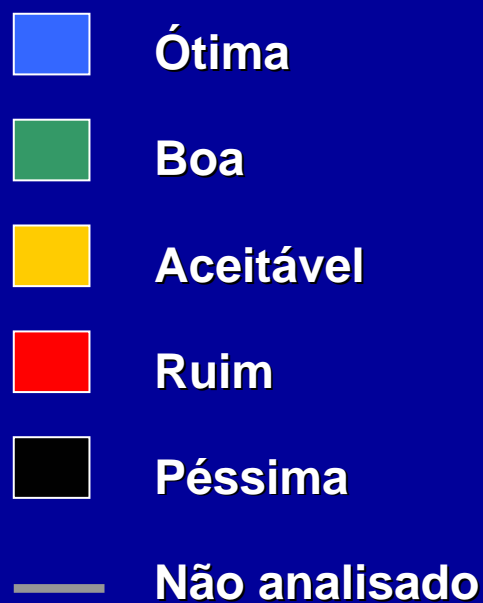 Ótima
Boa
Aceitável
Ruim
Péssima
Não analisado